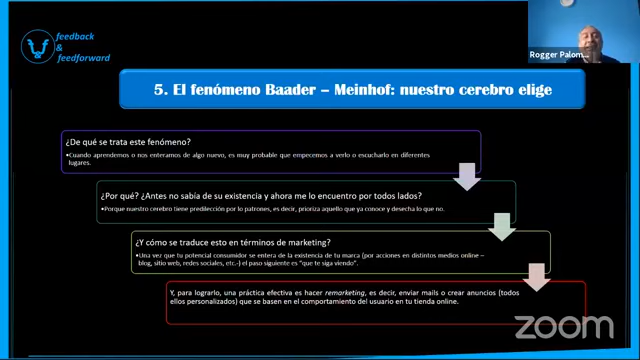 feedback
&
feedforward
Rogger Palom...
5. El fenómeno Baader – Meinhof: nuestro cerebro elige
¿De qué se trata este fenómeno?
•Cuando aprendemos o nos enteramos de algo nuevo, es muy probable que empecemos a verlo o escucharlo en diferentes
lugares.
¿Por qué? ¿Antes no sabía de su existencia y ahora me lo encuentro por todos lados?
•Porque nuestro cerebro tiene predilección por lo patrones, es decir, prioriza aquello que ya conoce y desecha lo que no.
¿Y cómo se traduce esto en términos de marketing?
•Una vez que tu potencial consumidor se entera de la existencia de tu marca (por acciones en distintos medios online –
blog, sitio web, redes sociales, etc.-) el paso siguiente es "que te siga viendo".
Y, para lograrlo, una práctica efectiva es hacer remarketing, es decir, enviar mails o crear anuncios (todos
ellos personalizados) que se basen en el comportamiento del usuario en tu tienda online.
zoom